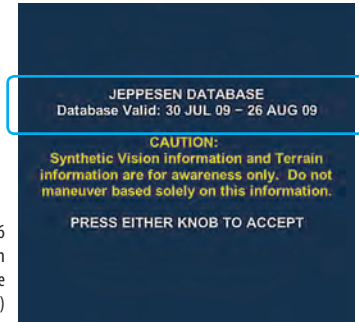 JEPPESEN DATABASE
Database Valid: 30 JUL 09 – 26 AUG 09
CAUTION:
Synthetic Vision information and Terrain
information are for awareness only. Do not
maneuver based solely on this information.
PRESS EITHER KNOB TO ACCEPT
6
n
e
)